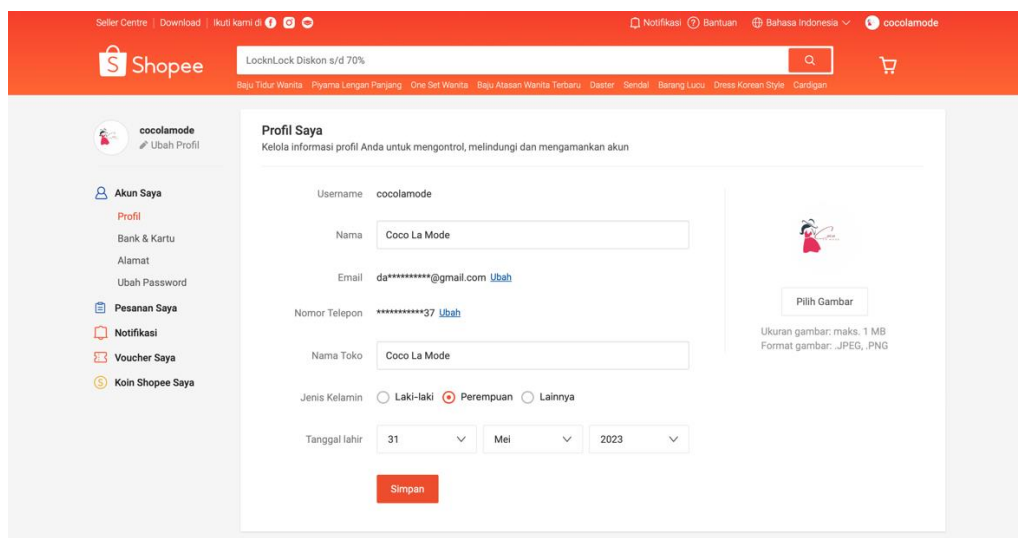 Seller Centre | Download | Ikuti kami di
Notifikasi Bantuan Bahasa Indonesia cocolamode
Shopee
LocknLock Diskon s/d 70%
Baju Tidur Wanita Piyama Lengan Panjang One Set Wanita Baju Atasan Wanita Terbaru Daster Sendal Barang Lucu Dress Korean Style Cardigan
cocolamode
Ubah Profil
Akun Saya
Profil
Bank & Kartu
Alamat
Ubah Password
Pesanan Saya
Notifikasi
Voucher Saya
Koin Shopee Saya
Profil Saya
Kelola informasi profil Anda untuk mengontrol, melindungi dan mengamankan akun
Username cocolamode
Nama Coco La Mode
Email da**********@gmail.com Ubah
Nomor Telepon ***********37 Ubah
Nama Toko Coco La Mode
Jenis Kelamin Laki-laki Perempuan Lainnya
Tanggal lahir 31 Mei 2023
Simpan
Pilih Gambar
Ukuran gambar: maks. 1 MB
Format gambar: .JPEG, .PNG